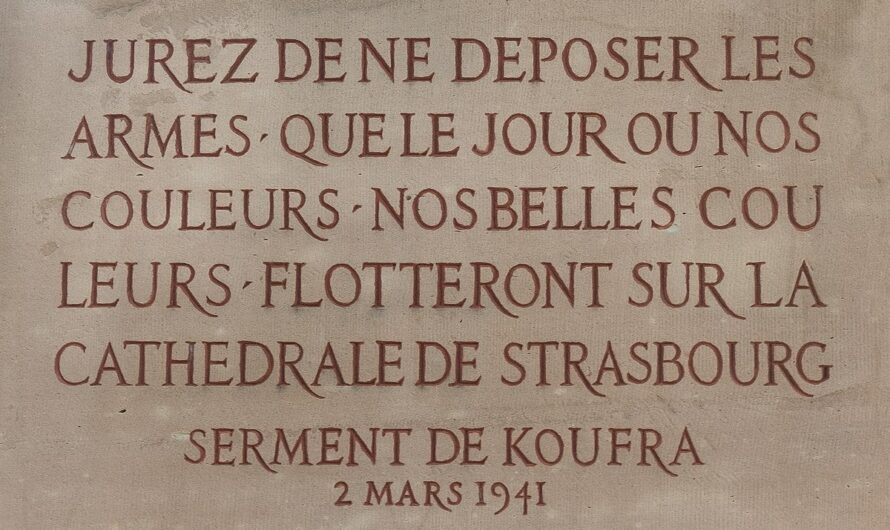 JUREZ DE NE DEPOSER LES
ARMES, QUE LE JOUR OU NOS
COULEURS, NOS BELLES COU
LEURS, FLOTTERONT SUR LA
CATHEDRALE DE STRASBOURG
SERMENT DE KOUFRA
2 MARS 1941